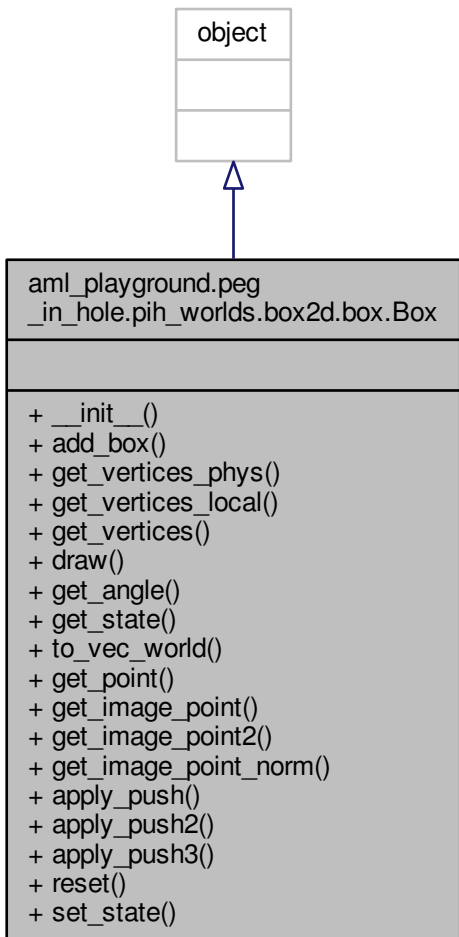 object
aml_playground.peg
_in_hole.pih_worlds.box2d.box.Box
+ __init__()
+ add_box()
+ get_vertices_phys()
+ get_vertices_local()
+ get_vertices()
+ draw()
+ get_angle()
+ get_state()
+ to_vec_world()
+ get_point()
+ get_image_point()
+ get_image_point2()
+ get_image_point_norm()
+ apply_push()
+ apply_push2()
+ apply_push3()
+ reset()
+ set_state()